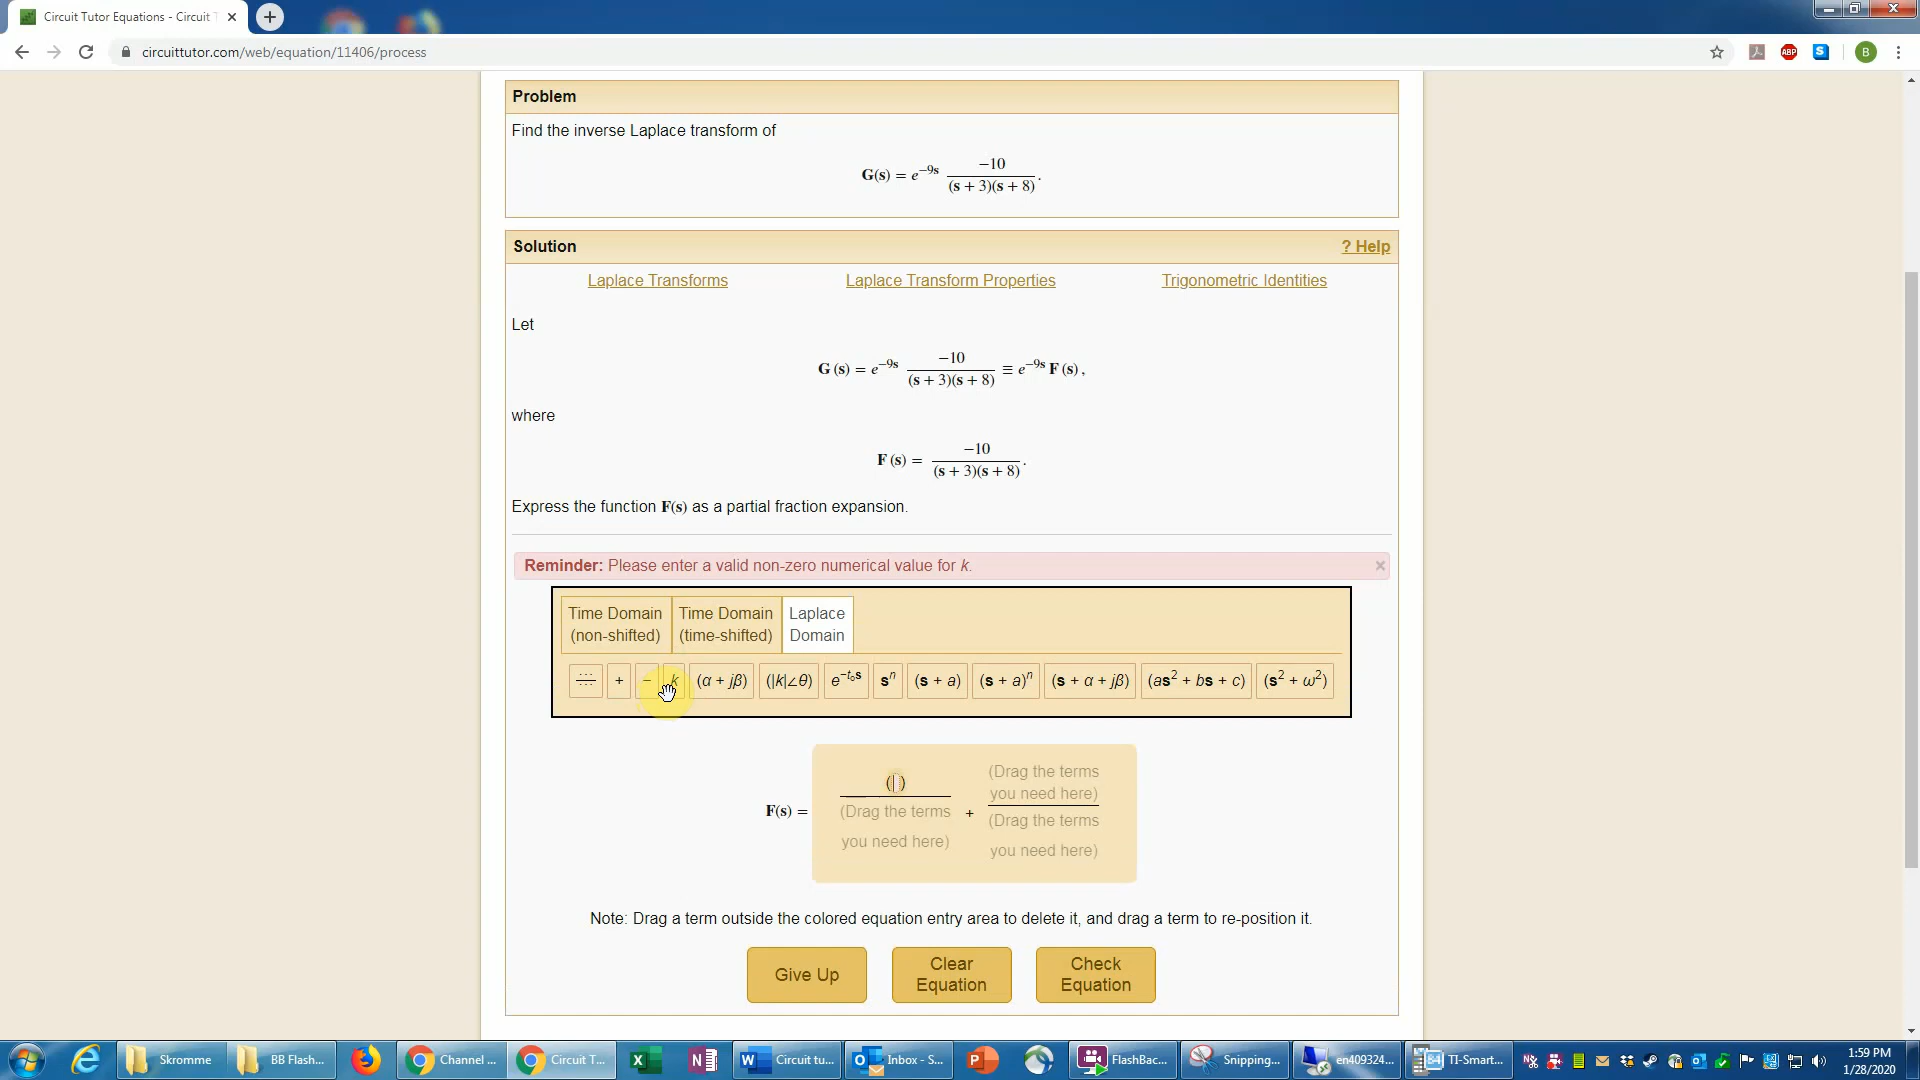 Circuit Tutor Equations - Circuit T
circuittutor.com/web/equation/11406/process
ABP
S
B
Problem
Find the inverse Laplace transform of
G(s) = e^{−9s} \frac{−10}{(s + 3)(s + 8)}.
Solution
? Help
Laplace Transforms
Laplace Transform Properties
Trigonometric Identities
Let
G (s) = e^{−9s} \frac{−10}{(s + 3)(s + 8)} ≡ e^{−9s} F (s) ,
where
F (s) = \frac{−10}{(s + 3)(s + 8)}.
Express the function F(s) as a partial fraction expansion.
Reminder: Please enter a valid non-zero numerical value for k.
×
Time Domain
(non-shifted)
Time Domain
(time-shifted)
Laplace
Domain
+ − k (α + jβ) (|k|∠θ) e^{−t₀s} sⁿ (s + a) (s + a)ⁿ (s + α + jβ) (as² + bs + c) (s² + ω²)
()
(Drag the terms
you need here)
+
(Drag the terms
you need here)
(Drag the terms
you need here)
F(s) =
Note: Drag a term outside the colored equation entry area to delete it, and drag a term to re-position it.
Give Up
Clear
Equation
Check
Equation
Skromme
BB Flash...
Channel ...
Circuit T...
Circuit tu...
Inbox - S...
FlashBac...
Snipping...
en409324...
TI-Smart...
1:59 PM
1/28/2020